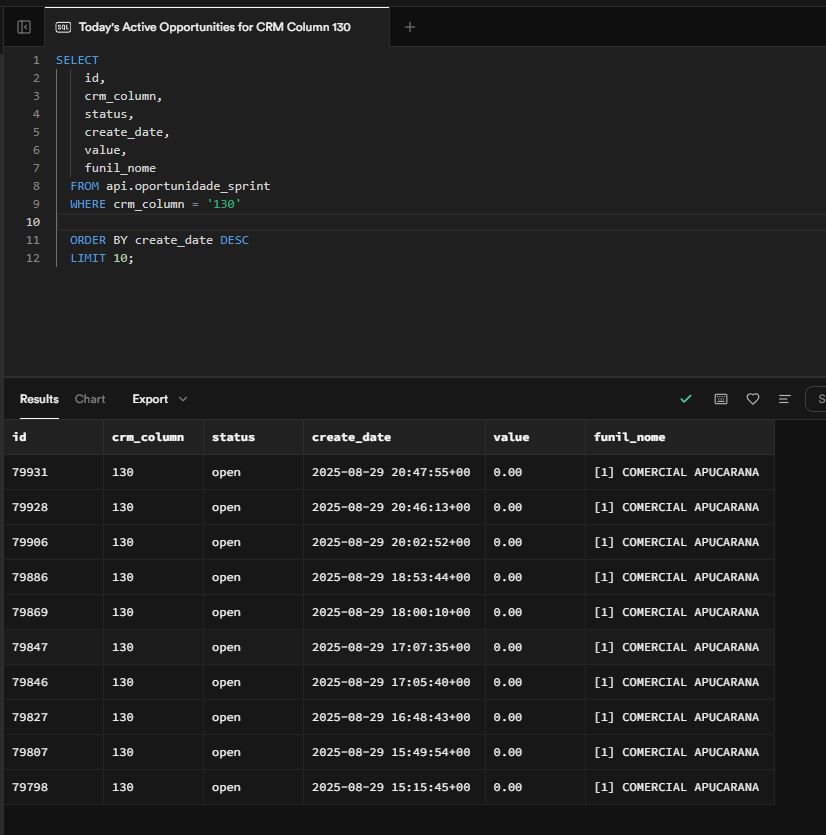 SQL Today's Active Opportunities for CRM Column 130 +
1 SELECT
2 id,
3 crm_column,
4 status,
5 create_date,
6 value,
7 funil_nome
8 FROM api.oportunidade_sprint
9 WHERE crm_column = '130'
10
11 ORDER BY create_date DESC
12 LIMIT 10;
Results Chart Export S
id crm_column status create_date value funil_nome
79931 130 open 2025-08-29 20:47:55+00 0.00 [1] COMERCIAL APUCARANA
79928 130 open 2025-08-29 20:46:13+00 0.00 [1] COMERCIAL APUCARANA
79906 130 open 2025-08-29 20:02:52+00 0.00 [1] COMERCIAL APUCARANA
79886 130 open 2025-08-29 18:53:44+00 0.00 [1] COMERCIAL APUCARANA
79869 130 open 2025-08-29 18:00:10+00 0.00 [1] COMERCIAL APUCARANA
79847 130 open 2025-08-29 17:07:35+00 0.00 [1] COMERCIAL APUCARANA
79846 130 open 2025-08-29 17:05:40+00 0.00 [1] COMERCIAL APUCARANA
79827 130 open 2025-08-29 16:48:43+00 0.00 [1] COMERCIAL APUCARANA
79807 130 open 2025-08-29 15:49:54+00 0.00 [1] COMERCIAL APUCARANA
79798 130 open 2025-08-29 15:15:45+00 0.00 [1] COMERCIAL APUCARANA